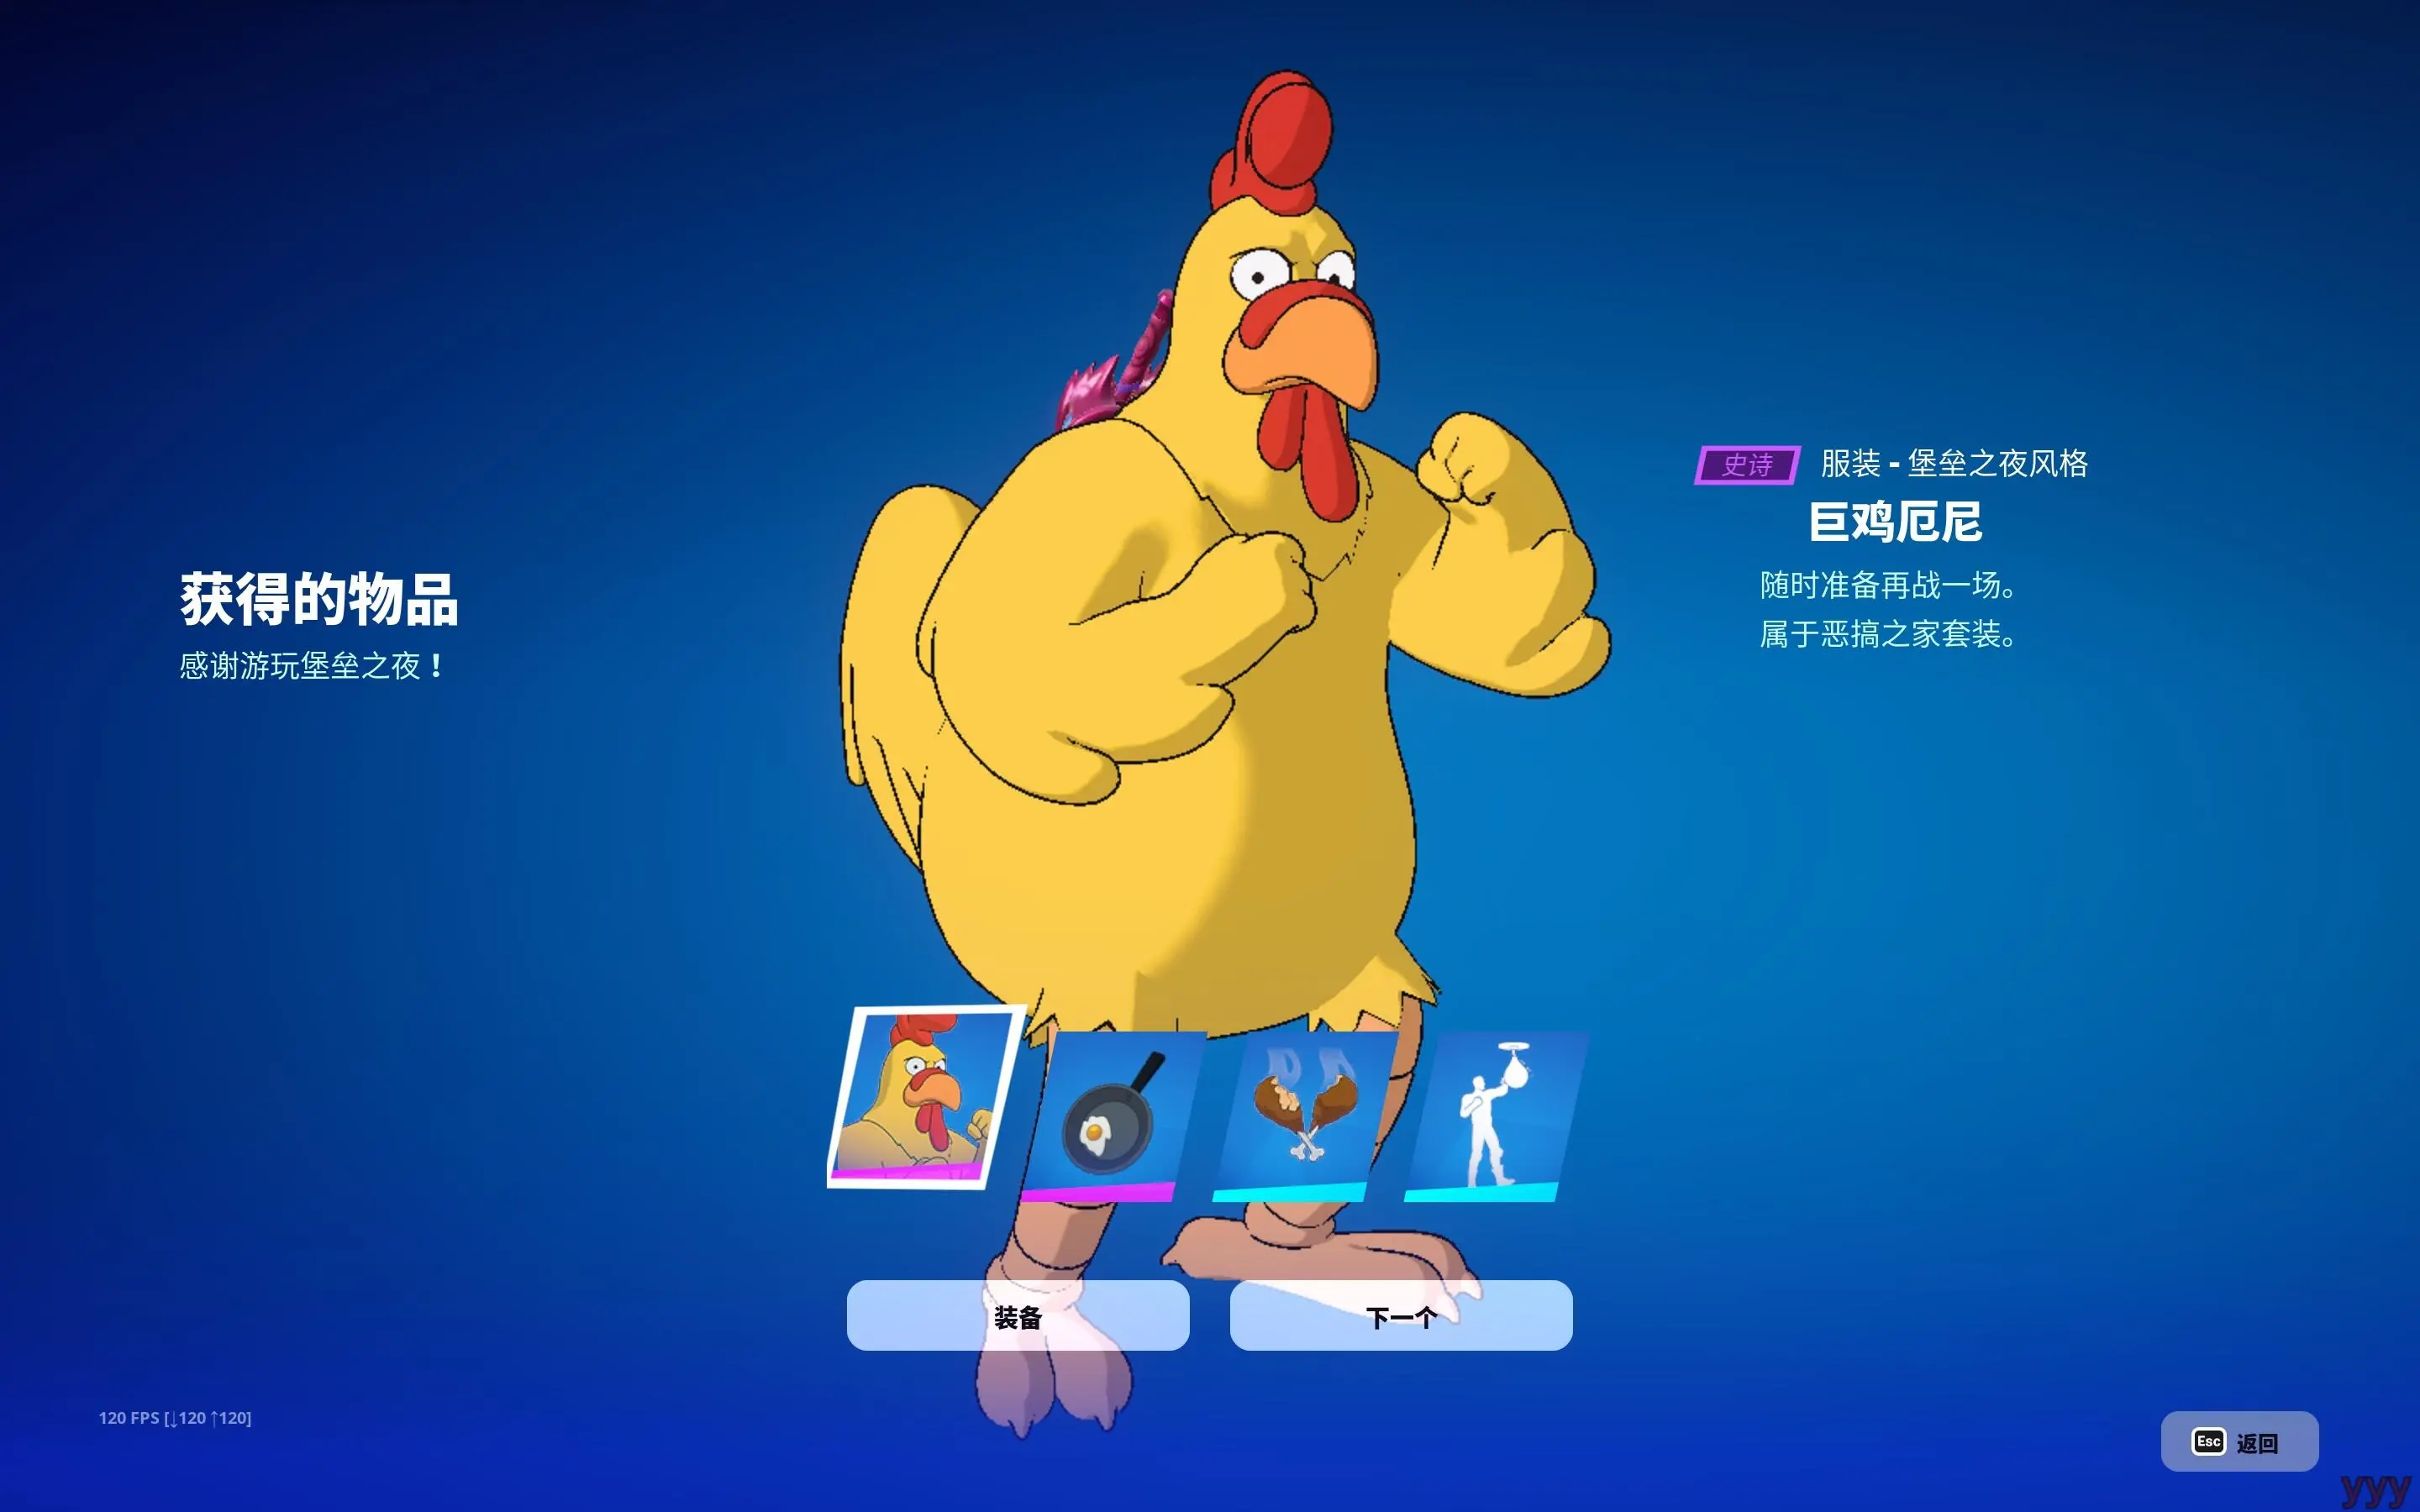 获得的物品
感谢游玩堡垒之夜！
史诗 服装 - 堡垒之夜风格
巨鸡厄尼
随时准备再战一场。
属于恶搞之家套装。
装备
下一个
120 FPS [↓120 ↑120]
Esc 返回
yyy